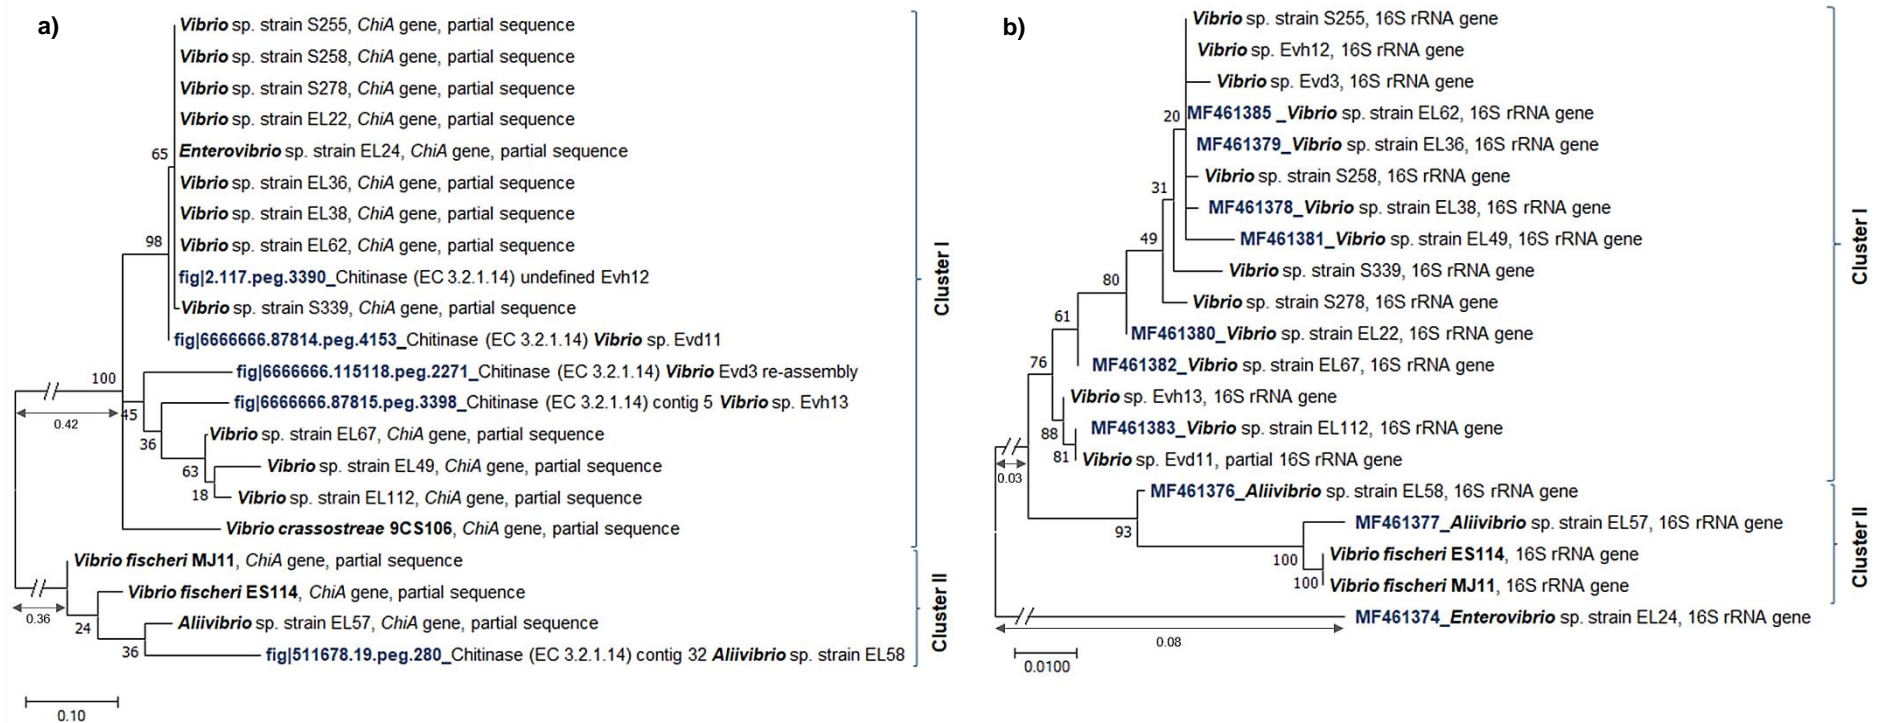 a)
Vibrio sp. strain S255, ChiA gene, partial sequence
Vibrio sp. strain S258, ChiA gene, partial sequence
Vibrio sp. strain S278, ChiA gene, partial sequence
Vibrio sp. strain EL22, ChiA gene, partial sequence
65
Enterovibrio sp. strain EL24, ChiA gene, partial sequence
Vibrio sp. strain EL36, ChiA gene, partial sequence
Vibrio sp. strain EL38, ChiA gene, partial sequence
98
Vibrio sp. strain EL62, ChiA gene, partial sequence
fig|2.117.peg.3390_Chitinase (EC 3.2.1.14) undefined Evh12
Vibrio sp. strain S339, ChiA gene, partial sequence
fig|6666666.87814.peg.4153_Chitinase (EC 3.2.1.14) Vibrio sp. Evd11
100
fig|6666666.115118.peg.2271_Chitinase (EC 3.2.1.14) Vibrio Evd3 re-assembly
fig|6666666.87815.peg.3398_Chitinase (EC 3.2.1.14) contig 5 Vibrio sp. Evh13
45
0.42
Vibrio sp. strain EL67, ChiA gene, partial sequence
36
63
Vibrio sp. strain EL49, ChiA gene, partial sequence
18
Vibrio sp. strain EL112, ChiA gene, partial sequence
Vibrio crassostreae 9CS106, ChiA gene, partial sequence
Cluster I
Vibrio fischeri MJ11, ChiA gene, partial sequence
Vibrio fischeri ES114, ChiA gene, partial sequence
0.36
24
Aliivibrio sp. strain EL57, ChiA gene, partial sequence
36
fig|511678.19.peg.280_Chitinase (EC 3.2.1.14) contig 32 Aliivibrio sp. strain EL58
Cluster II
0.10
b)
Vibrio sp. strain S255, 16S rRNA gene
Vibrio sp. Evh12, 16S rRNA gene
Vibrio sp. Evd3, 16S rRNA gene
20
MF461385 _Vibrio sp. strain EL62, 16S rRNA gene
MF461379_Vibrio sp. strain EL36, 16S rRNA gene
Vibrio sp. strain S258, 16S rRNA gene
31
MF461378_Vibrio sp. strain EL38, 16S rRNA gene
49
MF461381_Vibrio sp. strain EL49, 16S rRNA gene
Vibrio sp. strain S339, 16S rRNA gene
80
Vibrio sp. strain S278, 16S rRNA gene
61
MF461380_Vibrio sp. strain EL22, 16S rRNA gene
76
MF461382_Vibrio sp. strain EL67, 16S rRNA gene
Vibrio sp. Evh13, 16S rRNA gene
88
MF461383_Vibrio sp. strain EL112, 16S rRNA gene
81
Vibrio sp. Evd11, partial 16S rRNA gene
Cluster I
0.03
MF461376_Aliivibrio sp. strain EL58, 16S rRNA gene
93
MF461377_Aliivibrio sp. strain EL57, 16S rRNA gene
100
Vibrio fischeri ES114, 16S rRNA gene
100
Vibrio fischeri MJ11, 16S rRNA gene
Cluster II
MF461374_Enterovibrio sp. strain EL24, 16S rRNA gene
0.08
0.0100